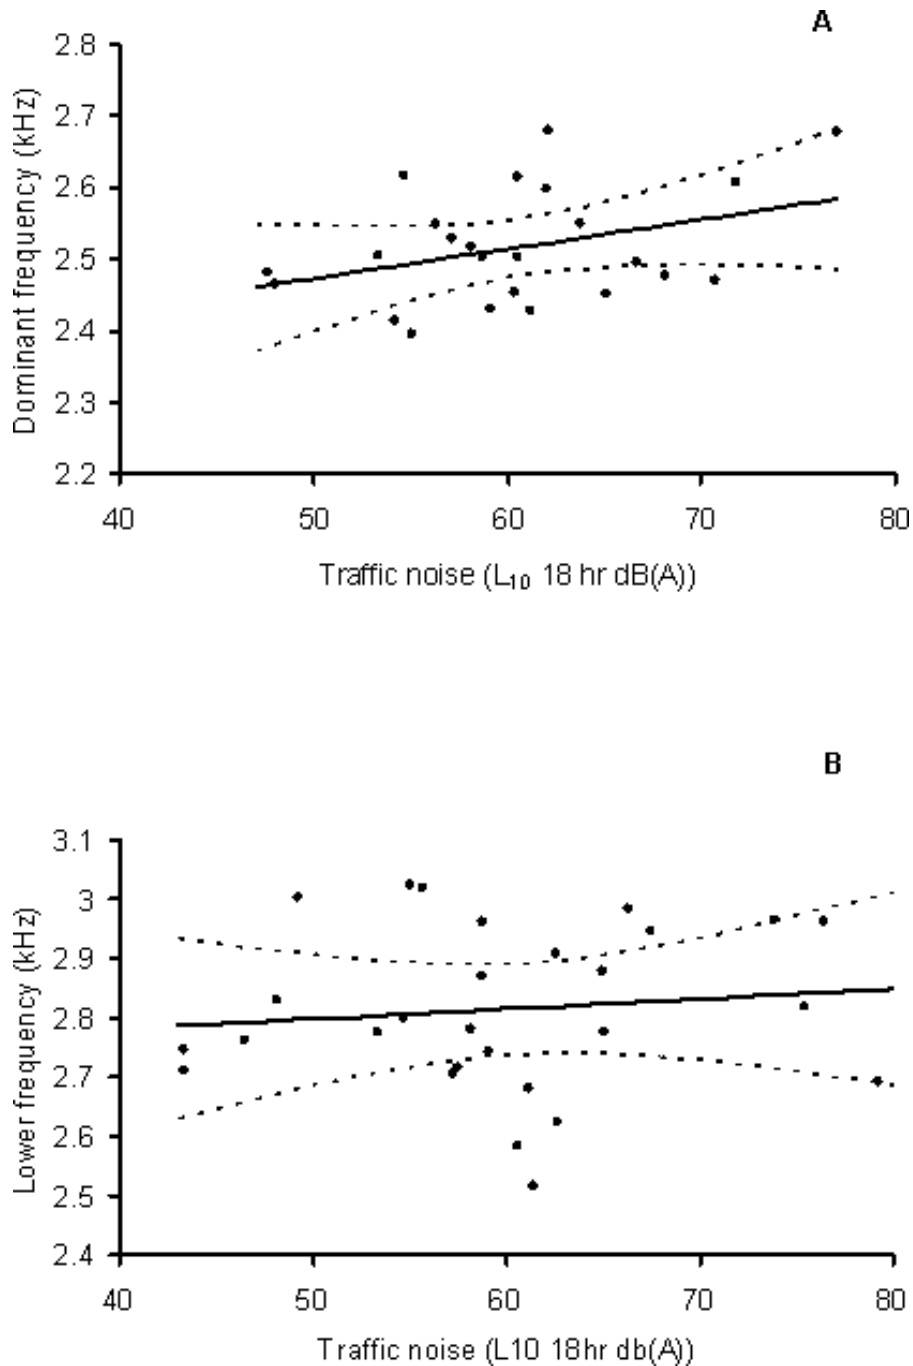 A
2.8
2.7
2.6
2.5
2.4
2.3
2.2
Dominant frequency (kHz)
40 50 60 70 80
Traffic noise (L₁₀ 18 hr dB(A))
B
3.1
3
2.9
2.8
2.7
2.6
2.5
2.4
Lower frequency (kHz)
40 50 60 70 80
Traffic noise (L10 18hr db(A))